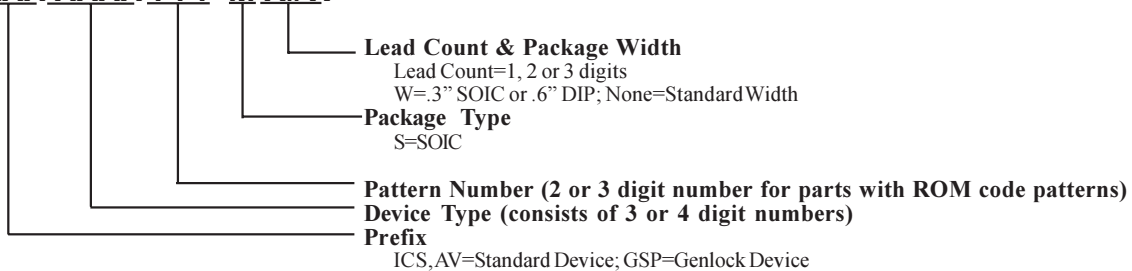 Lead Count & Package Width
Lead Count=1, 2 or 3 digits
W=.3” SOIC or .6” DIP; None=Standard Width
Package Type
S=SOIC
Pattern Number (2 or 3 digit number for parts with ROM code patterns)
Device Type (consists of 3 or 4 digit numbers)
Prefix
ICS, AV=Standard Device; GSP=Genlock Device